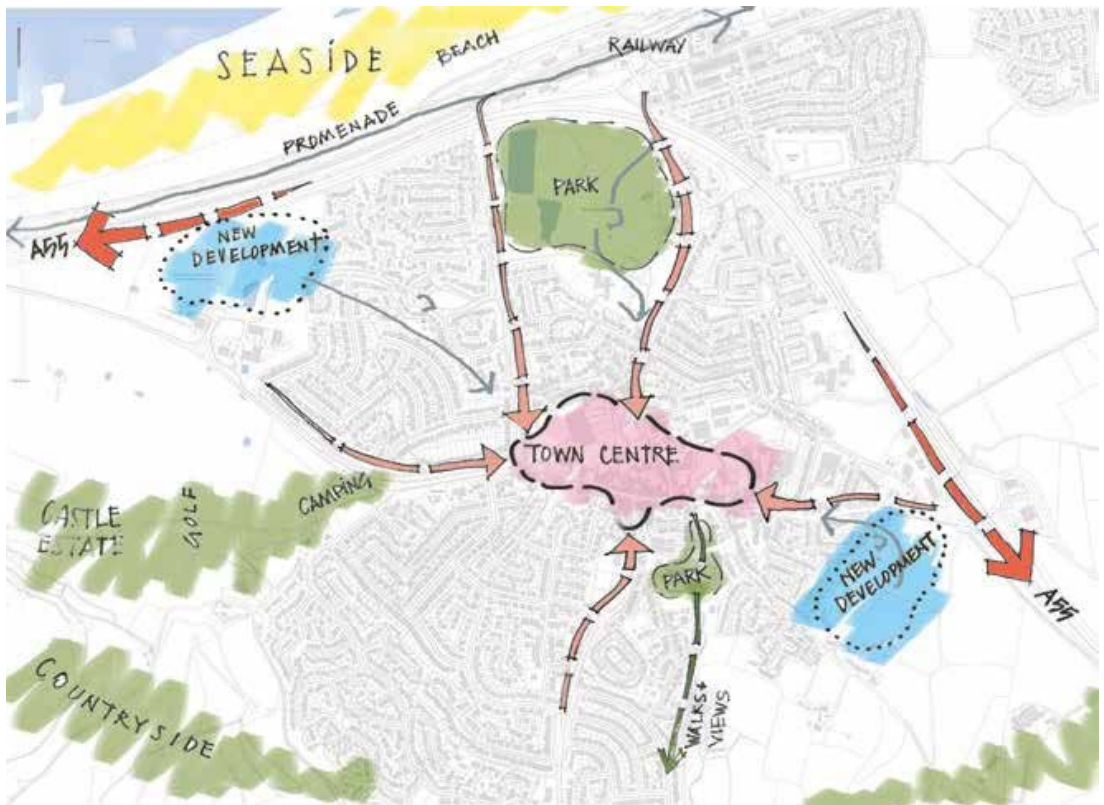 SEASiDE
BEACH
RAILWAY
PROMENADE
PARK
A55
NEW
DEVELOPMENT
TOWN CENTRE
CAMPING
GOLF
CASTLE
ESTATE
PARK
NEW
DEVELOPMENT
A55
WALKS+
VIEWS
COUNTRYSIDE